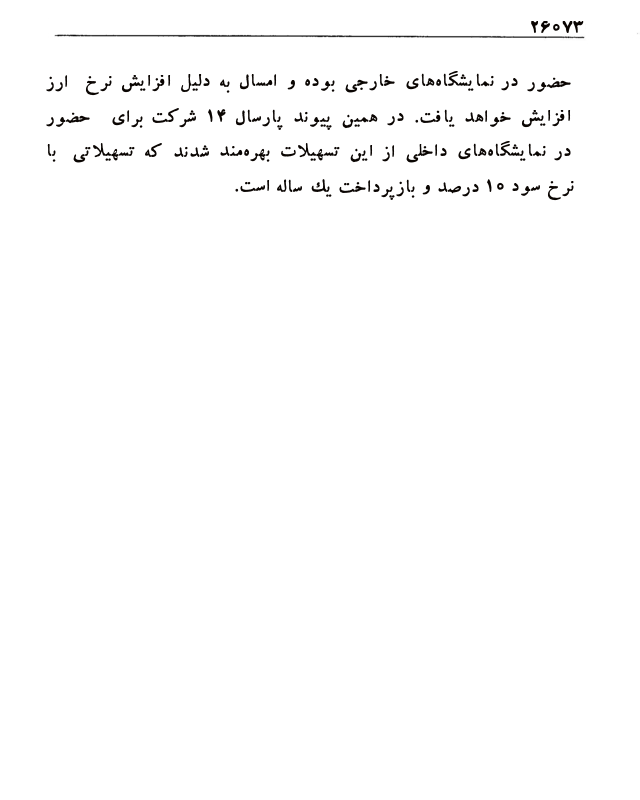 ۲۶۰۷۳
حضور در نمایشگاه‌های خارجی بوده و امسال به دلیل افزایش نرخ ارز
افزایش خواهد یافت. در همین پیوند پارسال ۱۴ شرکت برای حضور
در نمایشگاه‌های داخلی از این تسهیلات بهره‌مند شدند که تسهیلاتی با
نرخ سود ۱۰ درصد و بازپرداخت یك ساله است.